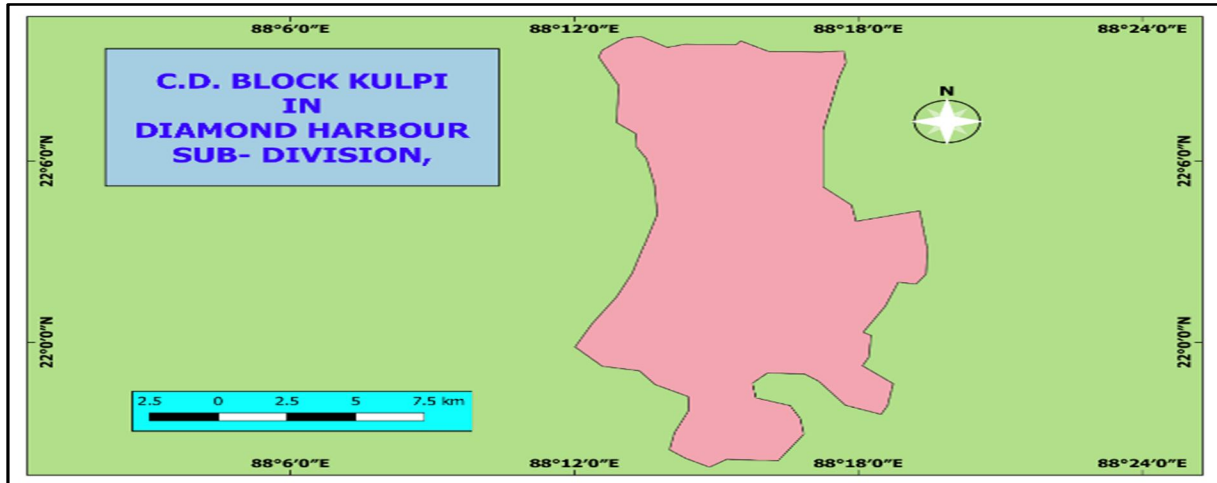 88°6′0″E 88°12′0″E 88°18′0″E 88°24′0″E
C.D. BLOCK KULPI
IN
DIAMOND HARBOUR
SUB- DIVISION,
N
22°6′0″N 22°6′0″N
22°0′0″N 22°0′0″N
2.5 0 2.5 5 7.5 km
88°6′0″E 88°12′0″E 88°18′0″E 88°24′0″E